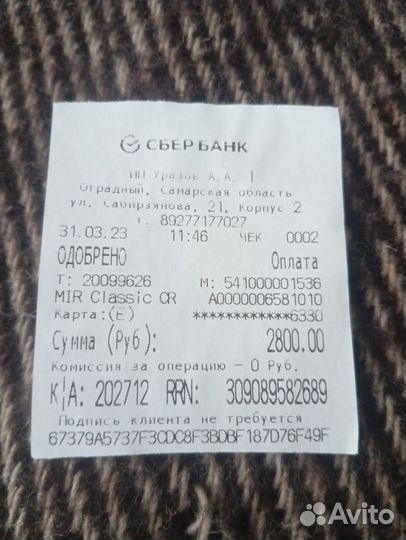 СБЕР БАНК
ИП Уразов А.А. 1
Отрадный, Самарская область
ул. Сабирзянова, 21, Корпус 2
т. 89277177027
31.03.23 11:46 ЧЕК 0002
ОДОБРЕНО Оплата
Т: 20099626 М: 541000001536
MIR Classic CR A0000006581010
Карта:(E) ************6330
Сумма (Руб): 2800.00
Комиссия за операцию – 0 Руб.
К/А: 202712 RRN: 309089582689
Подпись клиента не требуется
67379A5737F3CDC8F3BDBF187D76F49F
Avito